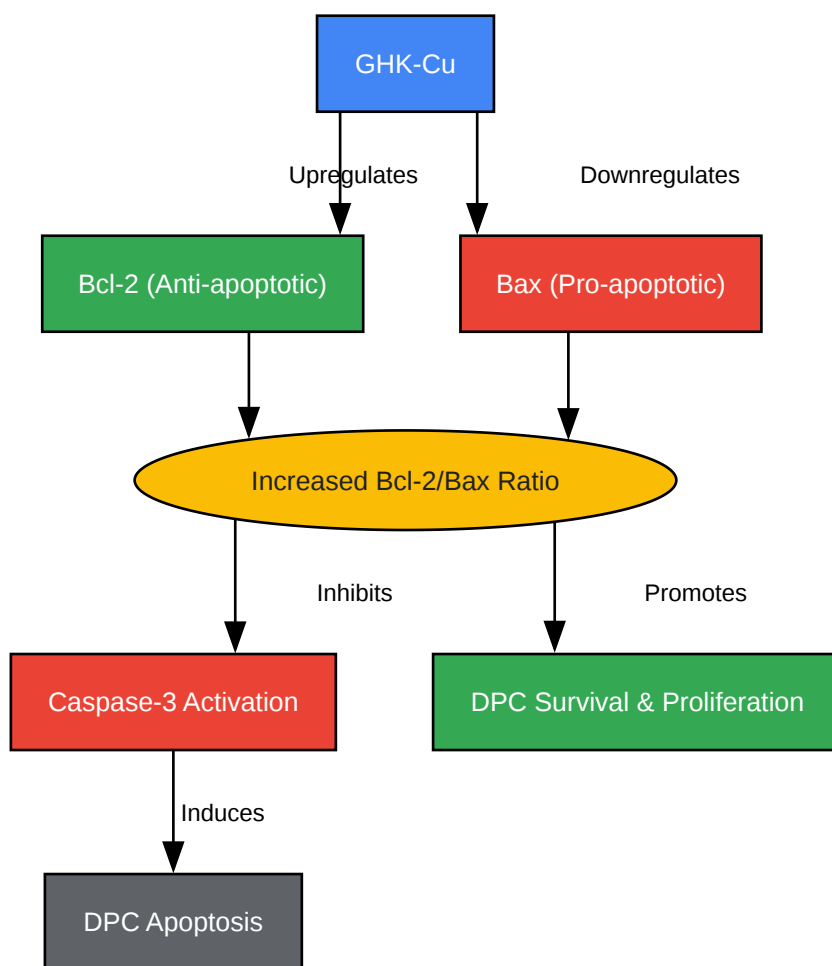 GHK-Cu
Upregulates
Downregulates
Bcl-2 (Anti-apoptotic)
Bax (Pro-apoptotic)
Increased Bcl-2/Bax Ratio
Inhibits
Promotes
Caspase-3 Activation
DPC Survival & Proliferation
Induces
DPC Apoptosis